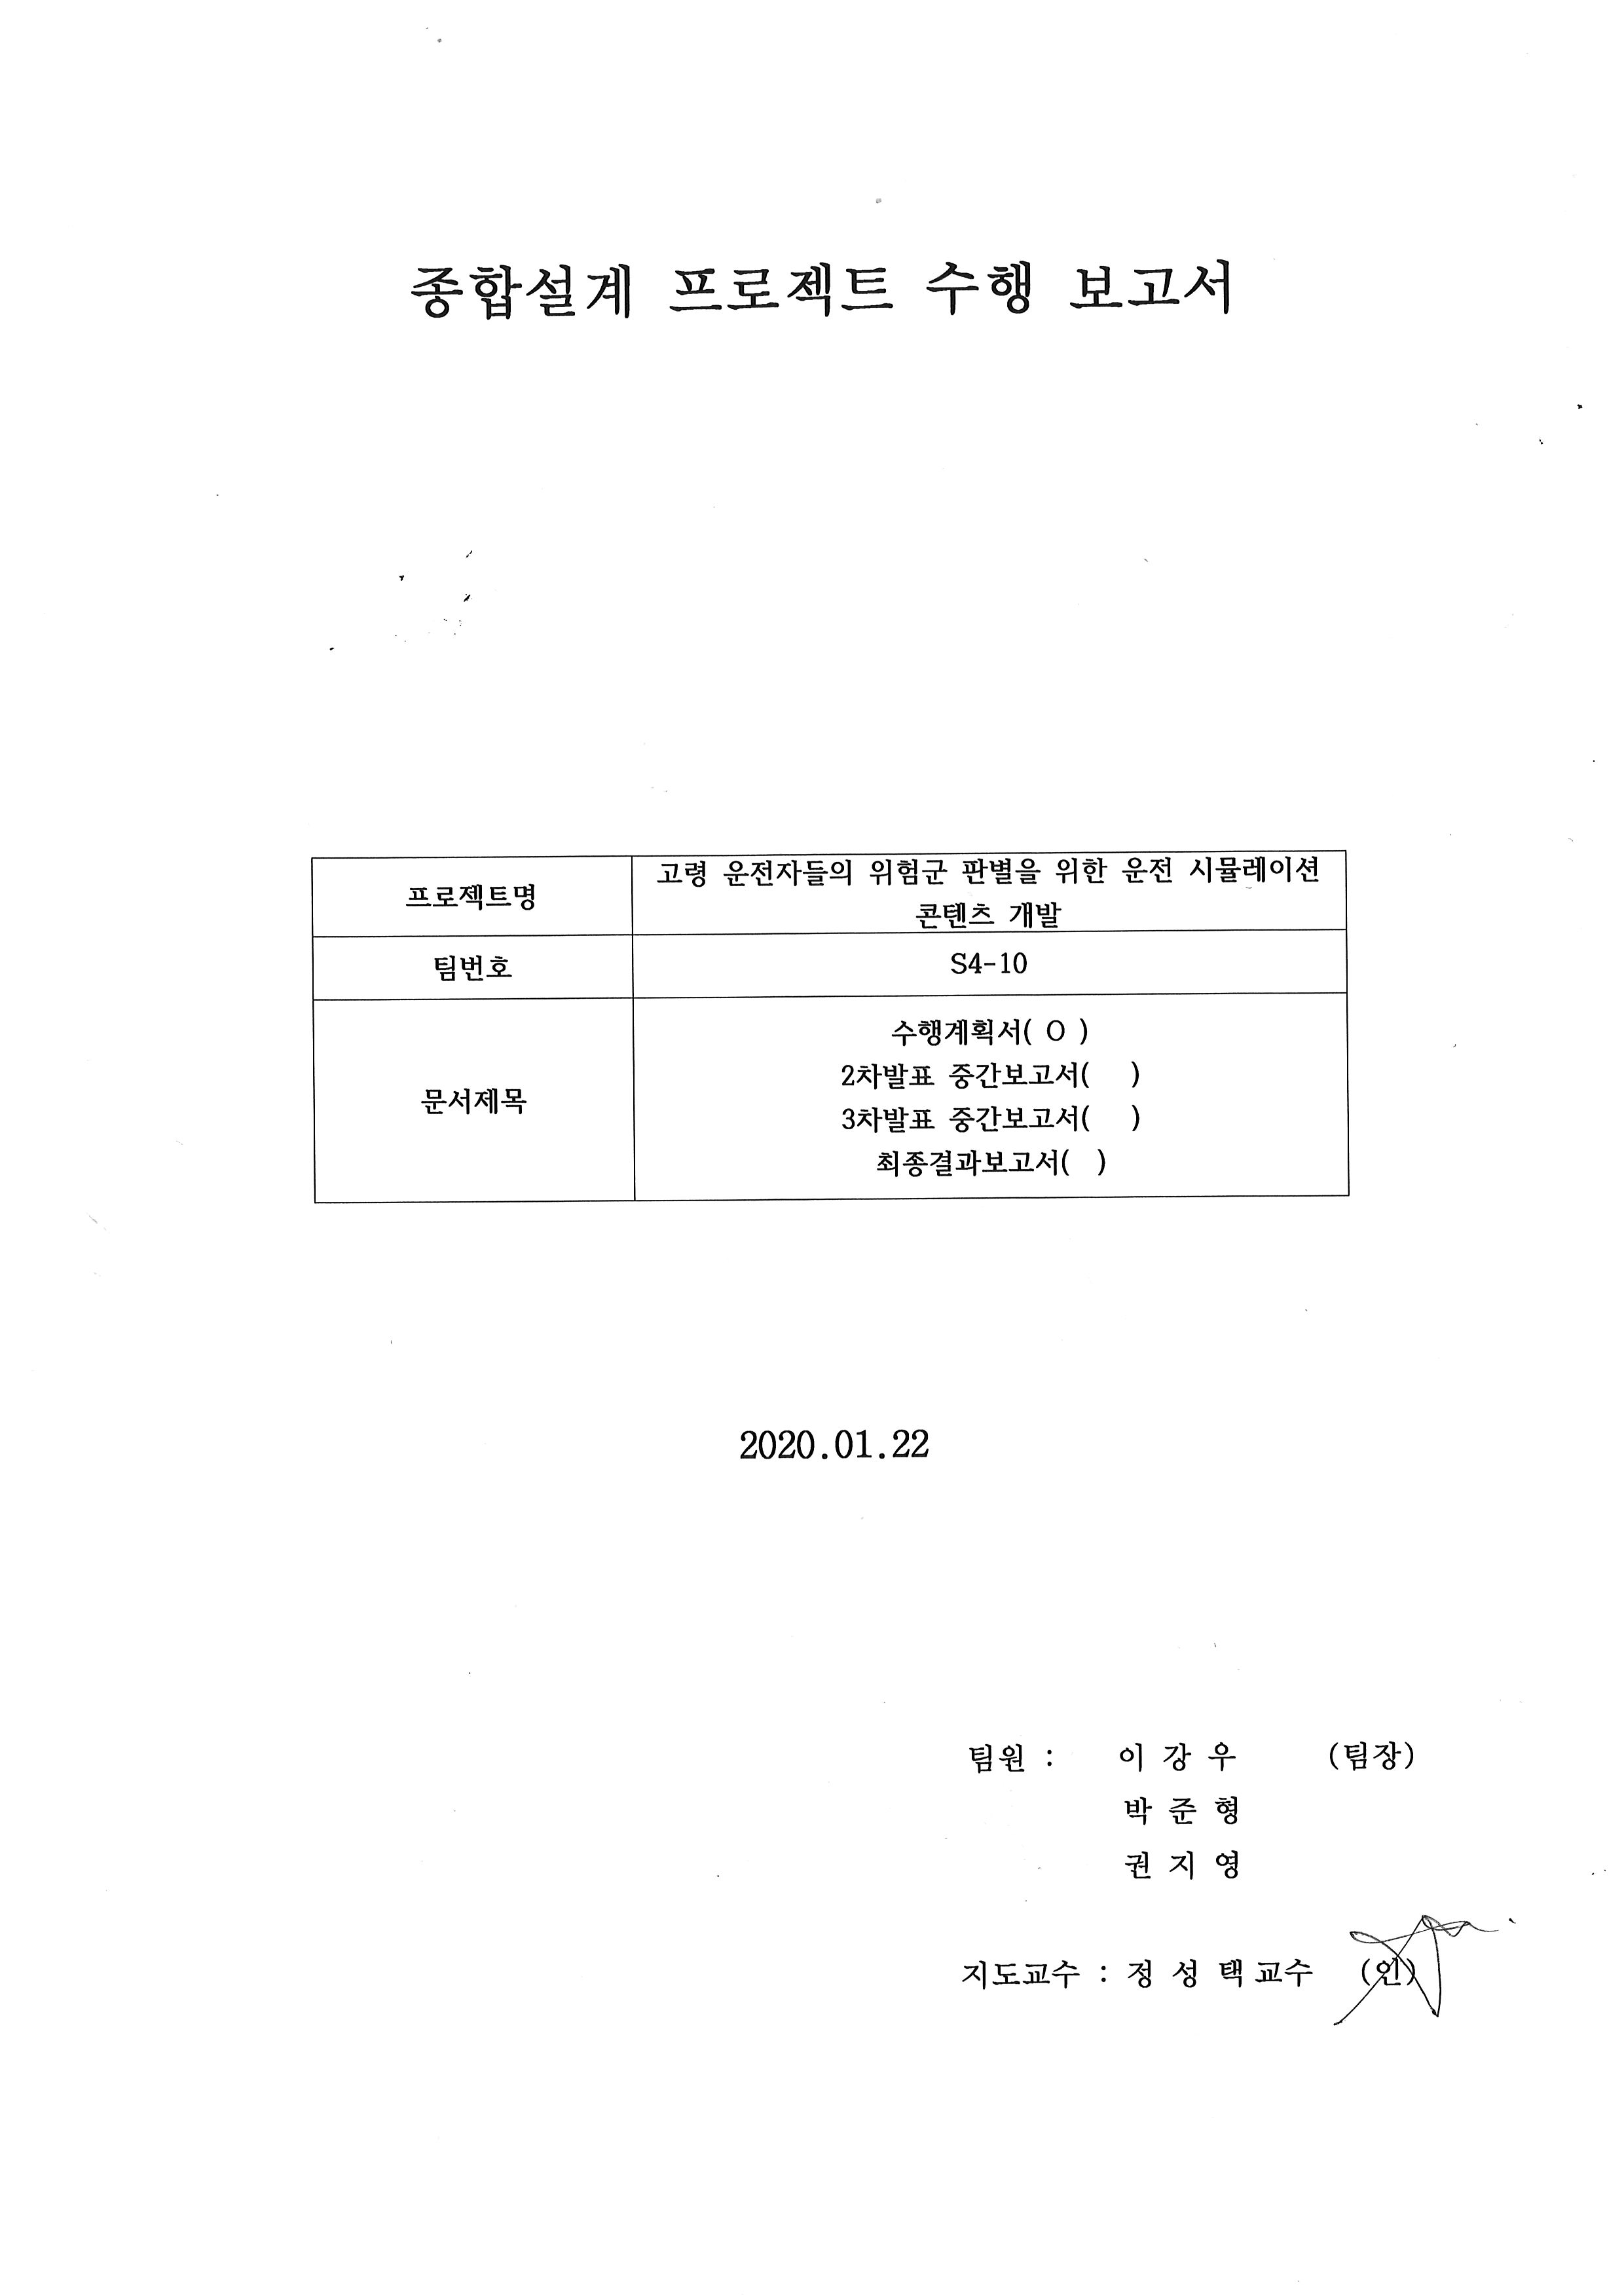 종합설계 프로젝트 수행 보고서
프로젝트명
고령 운전자들의 위험군 판별을 위한 운전 시뮬레이션
콘텐츠 개발
팀번호
S4-10
문서제목
수행계획서( O )
2차발표 중간보고서(    )
3차발표 중간보고서(    )
최종결과보고서(   )
2020.01.22
팀원 : 이 강 우 (팀장)
박 준 형
권 지 영
지도교수 : 정 성 택 교수 (인)